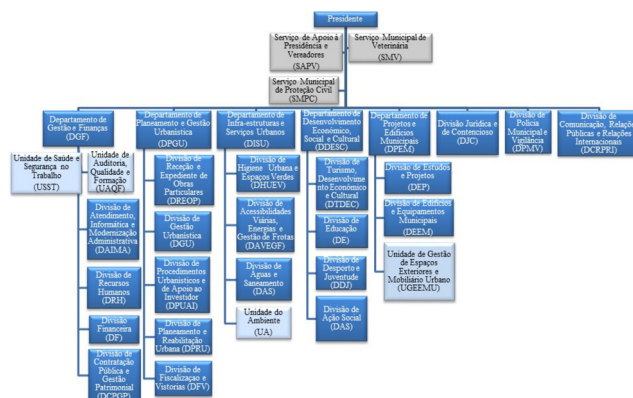 Presidente
Serviço de Apoio á
Presidência e
Vereadores
(SAPV)
Serviço Municipal de
Veterinária
(SMV)
Serviço Municipal
de Proteção Civil
(SMPC)
Departamento de
Gestão e Finanças
(DGF)
Departamento de
Planeamento e Gestão
Urbanística
(DPGU)
Departamento de
Infra-estruturas e
Serviços Urbanos
(DISU)
Departamento de
Desenvolvimento
Económico,
Social e Cultural
(DDESC)
Departamento de
Projetos e
Edifícios
Municipais
(DPEM)
Divisão Jurídica e
de Contencioso
(DJC)
Divisão de
Polícia
Municipal e
Vigilância
(DPMV)
Divisão de
Comunicação, Relações
Públicas e Relações
Internacionais
(DCRPRI)
Unidade de Saúde e
Segurança no
Trabalho
(USST)
Unidade de
Auditoria,
Qualidade e
Formação
(UAQF)
Divisão de
Atendimento,
Informática e
Modernização
Administrativa
(DAIMA)
Divisão de
Recursos
Humanos
(DRH)
Divisão
Financeira
(DF)
Divisão de
Contratação
Pública e
Gestão
Patrimonial
(DCPGP)
Divisão de
Receção e
Expediente de
Obras
Particulares
(DREOP)
Divisão de
Gestão
Urbanística
(DGU)
Divisão de
Procedimentos
Urbanísticos e
de Apoio ao
Investidor
(DPUAI)
Divisão de
Planeamento e
Reabilitação
Urbana (DPRU)
Divisão de
Fiscalização e
Vistorias (DFV)
Divisão de
Higiene Urbana e
Espaços Verdes
(DHUEV)
Divisão de
Acessibilidades
Viárias,
Energias e
Gestão de Frotas
(DAVEGF)
Divisão de
Águas e
Saneamento
(DAS)
Unidade do
Ambiente
(UA)
Divisão de
Turismo,
Desenvolvime
nto Económico
e Cultural
(DTDEC)
Divisão de
Educação
(DE)
Divisão de
Desporto e
Juventude
(DDJ)
Divisão de
Ação Social
(DAS)
Divisão de Estudos
e Projetos
(DEP)
Divisão de Edifícios
e Equipamentos
Municipais
(DEEM)
Unidade de Gestão
de Espaços
Exteriores e
Mobiliário Urbano
(UGEEMU)